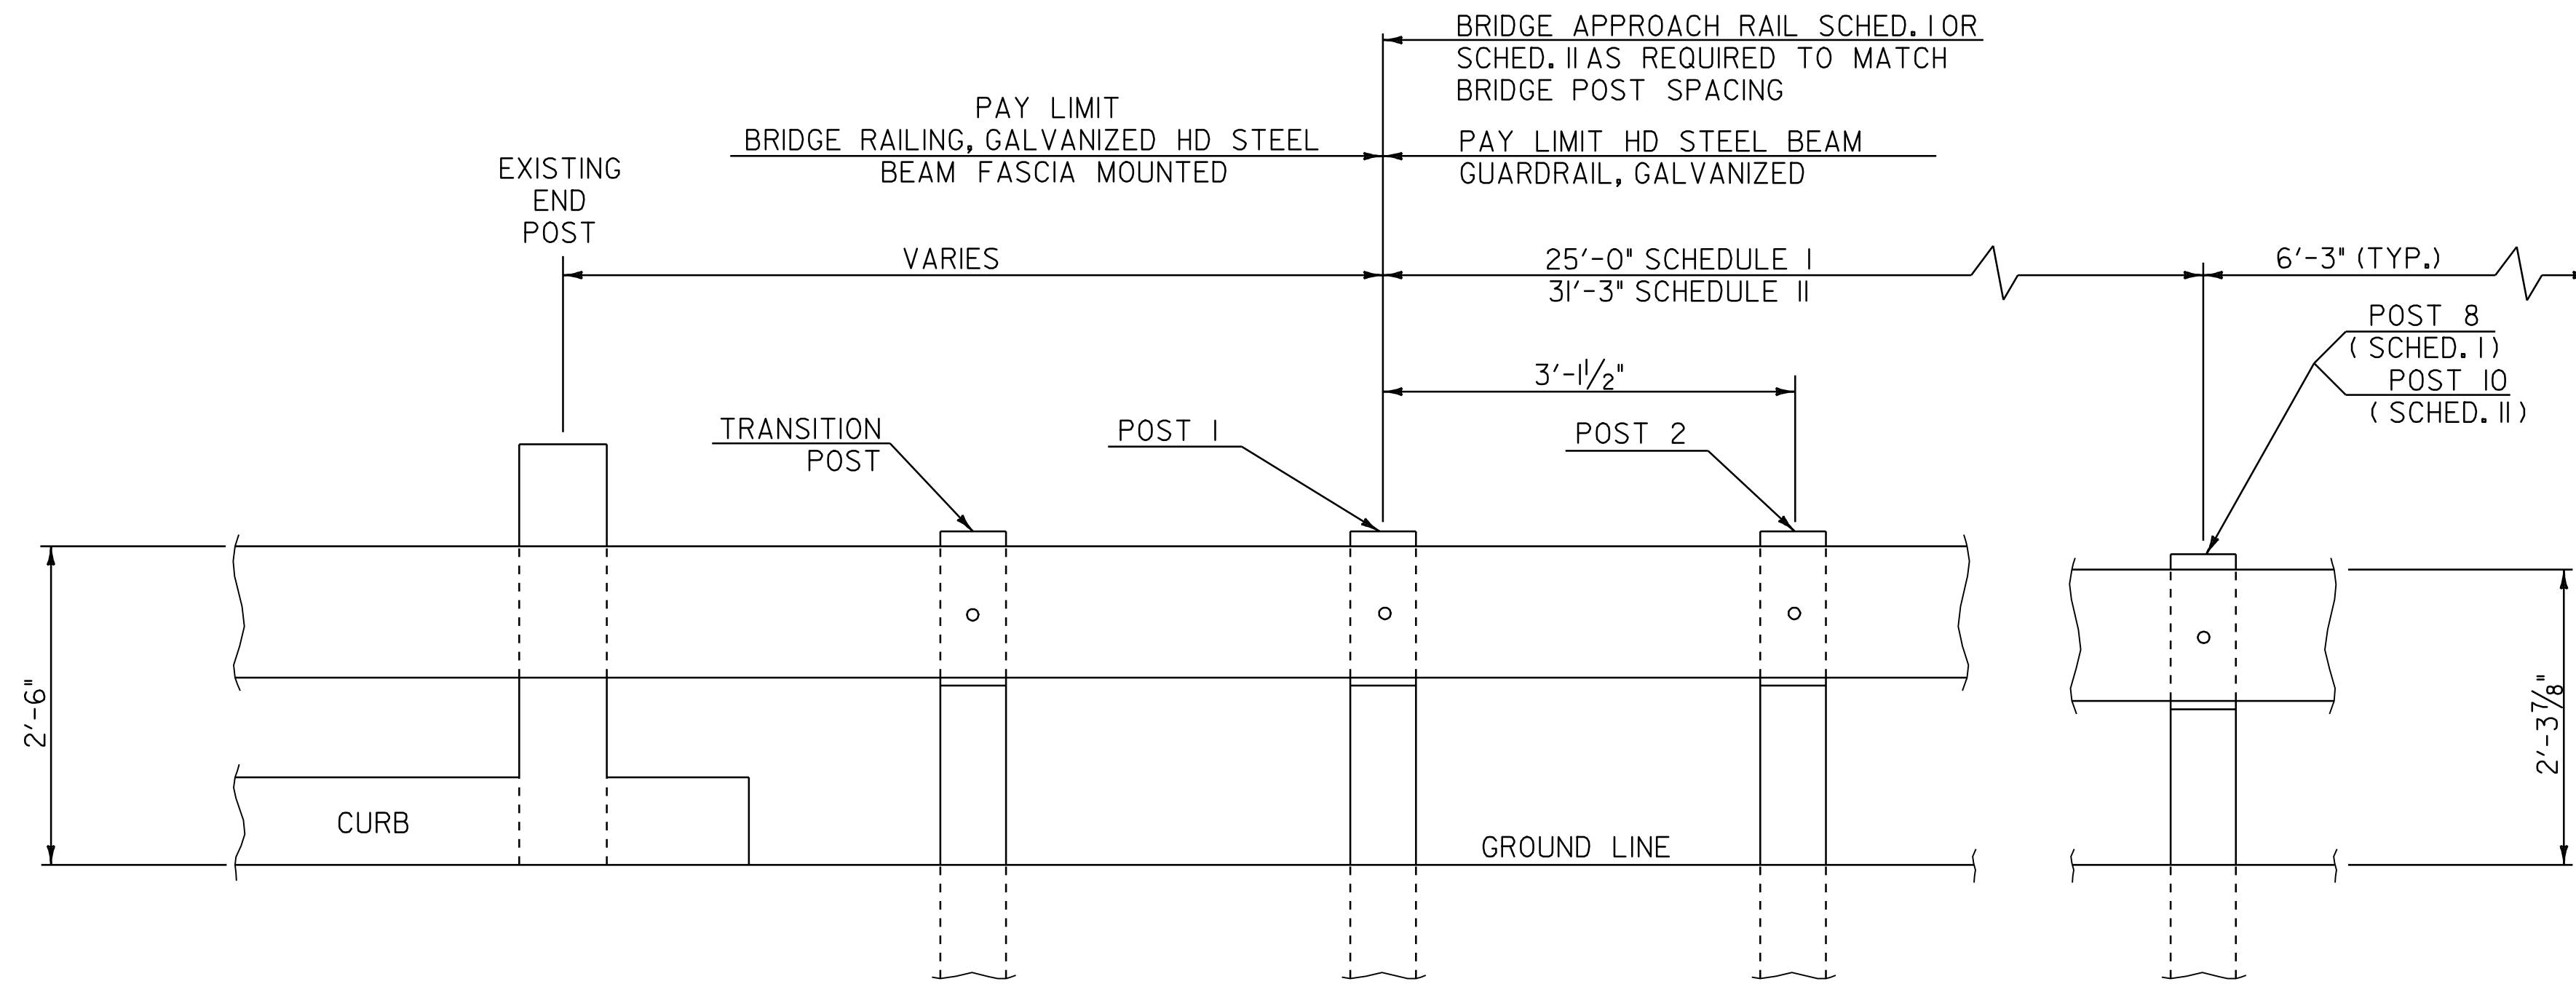 BRIDGE APPROACH RAIL SCHED. I OR
SCHED. II AS REQUIRED TO MATCH
BRIDGE POST SPACING
PAY LIMIT
BRIDGE RAILING, GALVANIZED HD STEEL
BEAM FASCIA MOUNTED
PAY LIMIT HD STEEL BEAM
GUARDRAIL, GALVANIZED
EXISTING
END
POST
VARIES
25'-0" SCHEDULE I
31'-3" SCHEDULE II
6'-3" (TYP.)
POST 8
(SCHED. I)
POST 10
(SCHED. II)
3'-1 1/2"
TRANSITION
POST
POST 1
POST 2
2'-6"
2'-3 7/8"
CURB
GROUND LINE